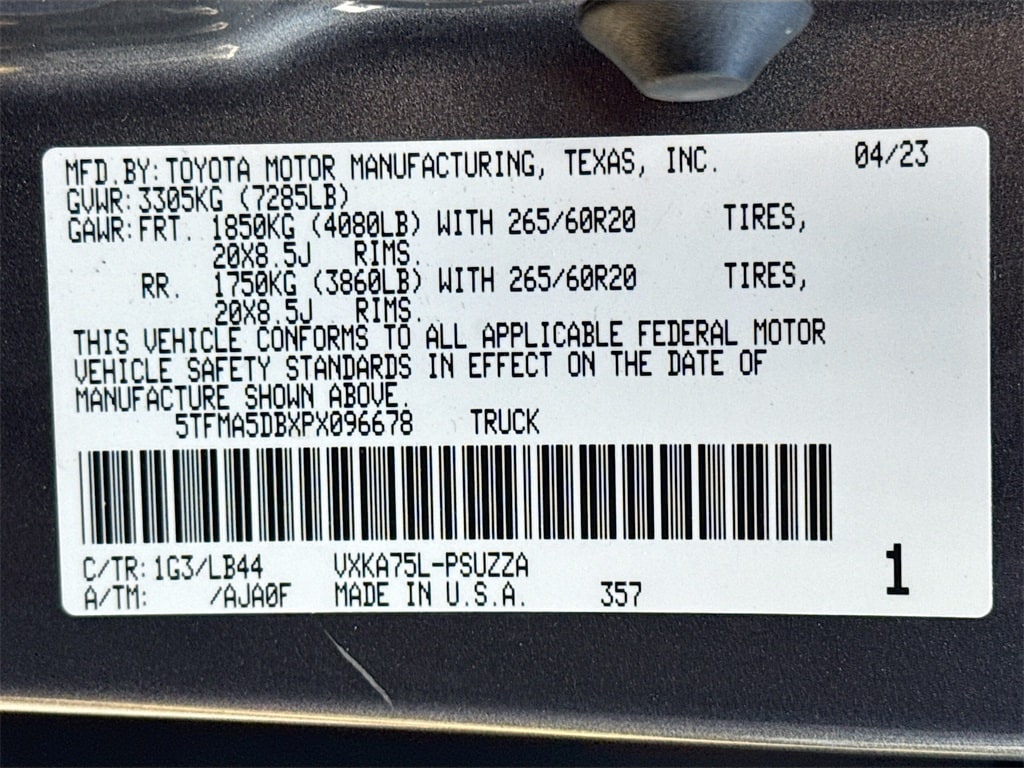 MFD.BY: TOYOTA MOTOR MANUFACTURING, TEXAS, INC. 04/23
GVWR: 3305KG (7285LB)
GAWR: FRT. 1850KG (4080LB) WITH 265/60R20 TIRES,
20X8.5J RIMS.
RR. 1750KG (3860LB) WITH 265/60R20 TIRES,
20X8.5J RIMS.
THIS VEHICLE CONFORMS TO ALL APPLICABLE FEDERAL MOTOR
VEHICLE SAFETY STANDARDS IN EFFECT ON THE DATE OF
MANUFACTURE SHOWN ABOVE.
5TFMA5DBXPX096678 TRUCK
C/TR: 1G3/LB44 VXKA75L-PSUZZA 1
A/TM: /AJA0F MADE IN U.S.A. 357